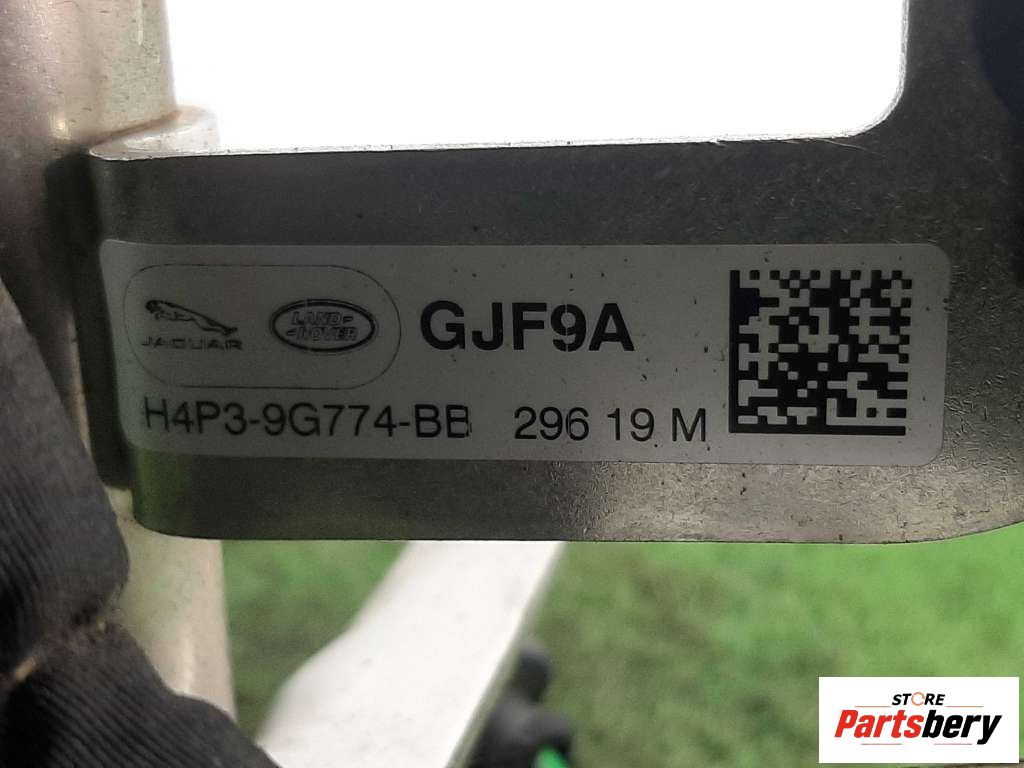 JAGUAR
LAND
ROVER
GJF9A
H4P3-9G774-BB 296 19 M
STORE
Partsbery